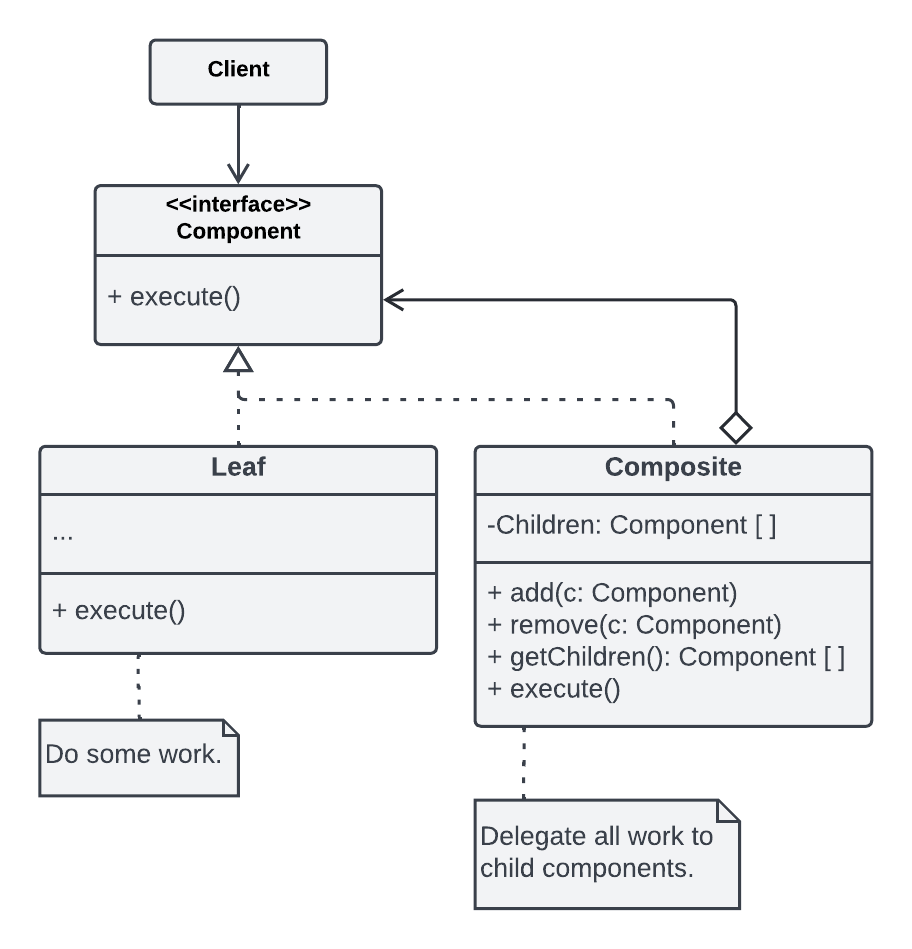 Client
<<interface>>
Component
+ execute()
Leaf
...
+ execute()
Do some work.
Composite
-Children: Component [ ]
+ add(c: Component)
+ remove(c: Component)
+ getChildren(): Component [ ]
+ execute()
Delegate all work to
child components.